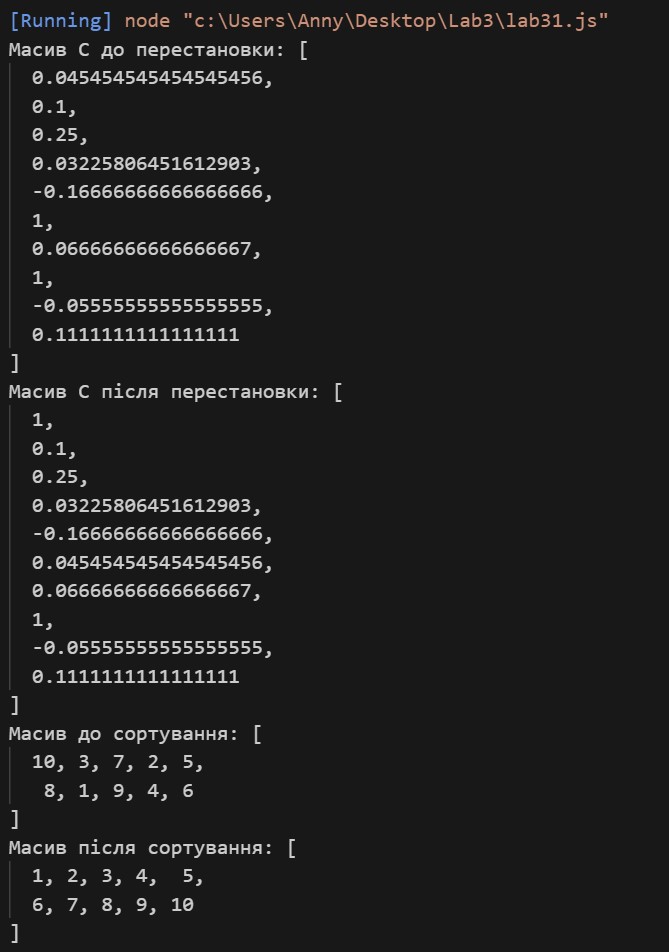 [Running] node "c:\Users\Anny\Desktop\Lab3\lab31.js"
Масив C до перестановки: [
  0.045454545454545456,
  0.1,
  0.25,
  0.03225806451612903,
  -0.16666666666666666,
  1,
  0.06666666666666667,
  1,
  -0.05555555555555555,
  0.1111111111111111
]
Масив C після перестановки: [
  1,
  0.1,
  0.25,
  0.03225806451612903,
  -0.16666666666666666,
  0.045454545454545456,
  0.06666666666666667,
  1,
  -0.05555555555555555,
  0.1111111111111111
]
Масив до сортування: [
  10, 3, 7, 2, 5,
   8, 1, 9, 4, 6
]
Масив після сортування: [
  1, 2, 3, 4,  5,
  6, 7, 8, 9, 10
]